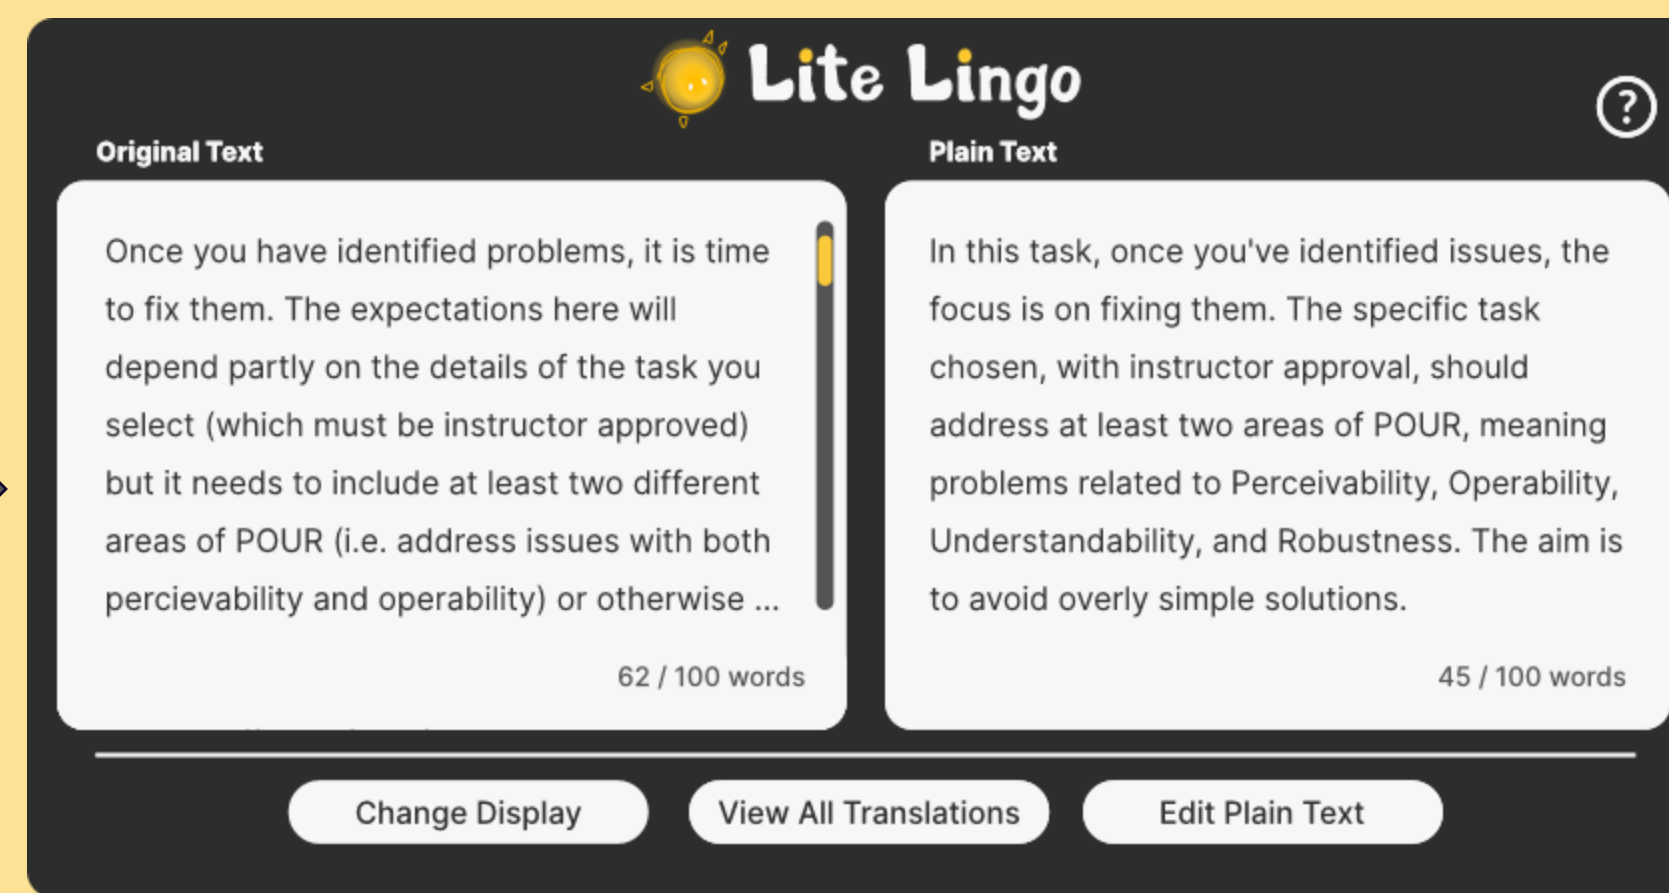 Lite Lingo
?
Original Text
Once you have identified problems, it is time
to fix them. The expectations here will
depend partly on the details of the task you
select (which must be instructor approved)
but it needs to include at least two different
areas of POUR (i.e. address issues with both
percievability and operability) or otherwise ...
62 / 100 words
Plain Text
In this task, once you've identified issues, the
focus is on fixing them. The specific task
chosen, with instructor approval, should
address at least two areas of POUR, meaning
problems related to Perceivability, Operability,
Understandability, and Robustness. The aim is
to avoid overly simple solutions.
45 / 100 words
Change Display
View All Translations
Edit Plain Text